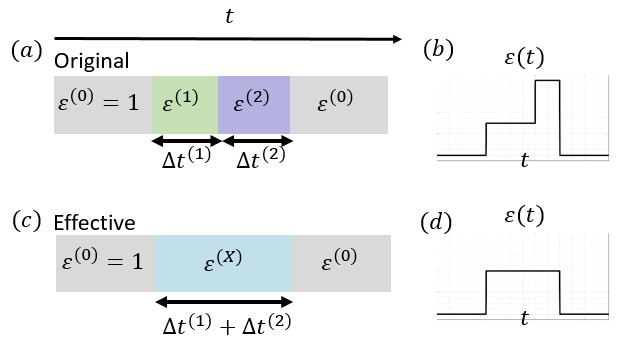 t
(a)
Original
ε⁽⁰⁾ = 1 ε⁽¹⁾ ε⁽²⁾ ε⁽⁰⁾
Δt⁽¹⁾ Δt⁽²⁾
(b)
ε(t)
t
(c)
Effective
ε⁽⁰⁾ = 1 ε⁽ˣ⁾ ε⁽⁰⁾
Δt⁽¹⁾ + Δt⁽²⁾
(d)
ε(t)
t